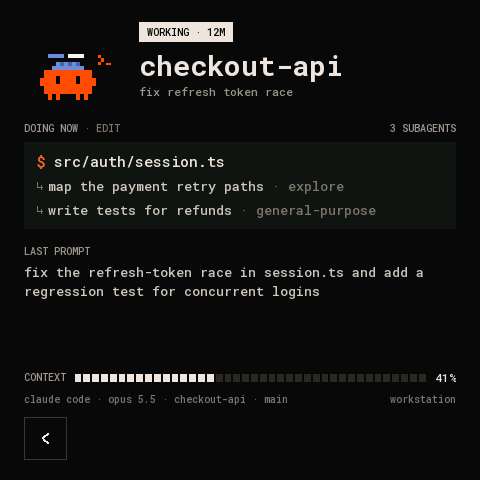 WORKING · 12M
checkout-api
fix refresh token race
DOING NOW · EDIT
3 SUBAGENTS
$ src/auth/session.ts
↳ map the payment retry paths · explore
↳ write tests for refunds · general-purpose
LAST PROMPT
fix the refresh-token race in session.ts and add a
regression test for concurrent logins
CONTEXT
41%
claude code · opus 5.5 · checkout-api · main
workstation
<